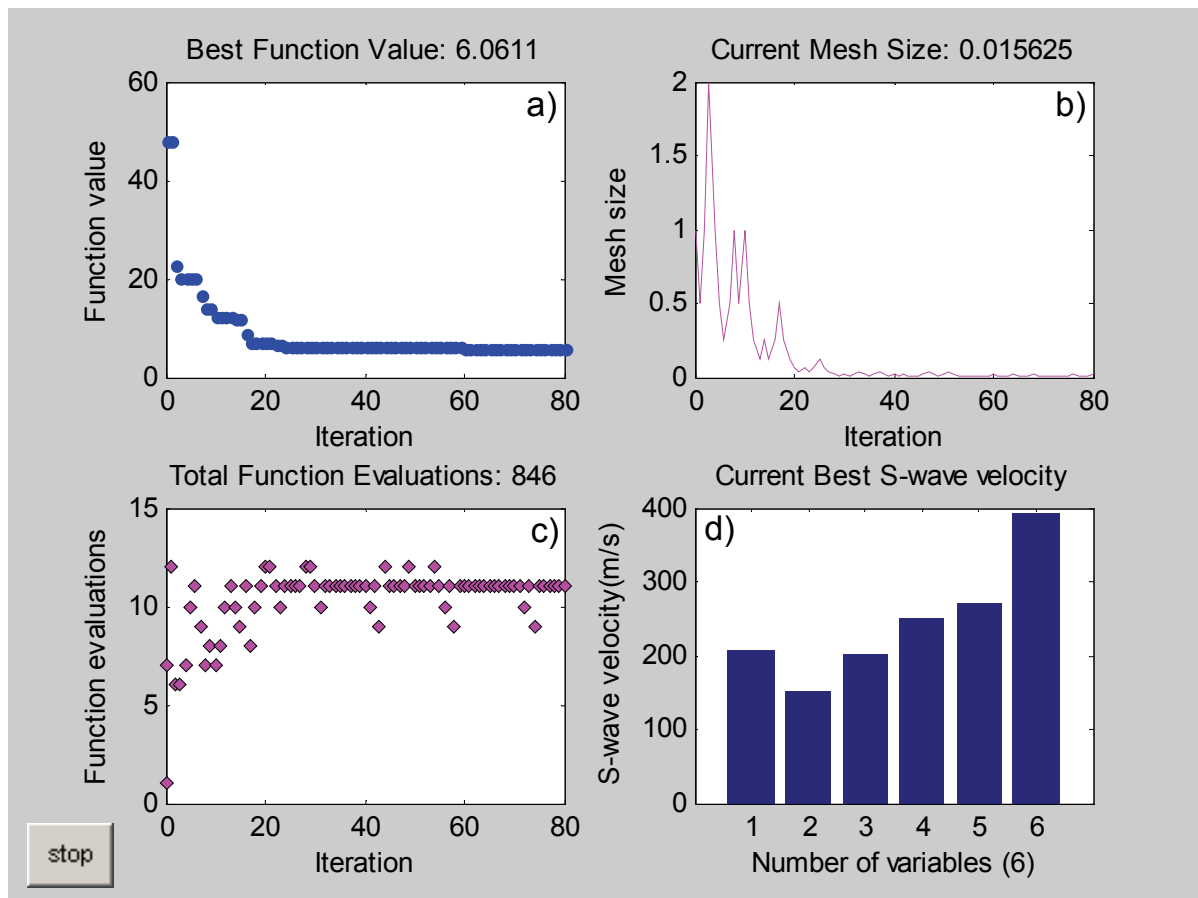 Best Function Value: 6.0611
a)
60
40
20
0
Function value
0 20 40 60 80
Iteration
Current Mesh Size: 0.015625
b)
2
1.5
1
0.5
0
Mesh size
0 20 40 60 80
Iteration
Total Function Evaluations: 846
c)
15
10
5
0
Function evaluations
0 20 40 60 80
Iteration
Current Best S-wave velocity
d)
400
300
200
100
0
S-wave velocity(m/s)
1 2 3 4 5 6
Number of variables (6)
stop